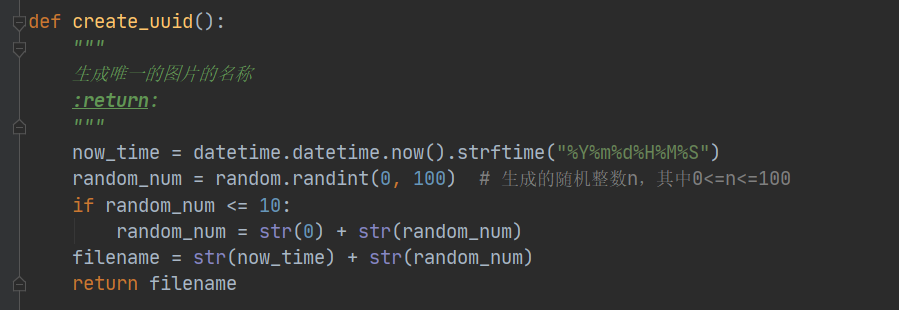 def create_uuid():
    """
    生成唯一的图片的名称
    :return:
    """
    now_time = datetime.datetime.now().strftime("%Y%m%d%H%M%S")
    random_num = random.randint(0, 100)  # 生成的随机整数n，其中0<=n<=100
    if random_num <= 10:
        random_num = str(0) + str(random_num)
    filename = str(now_time) + str(random_num)
    return filename